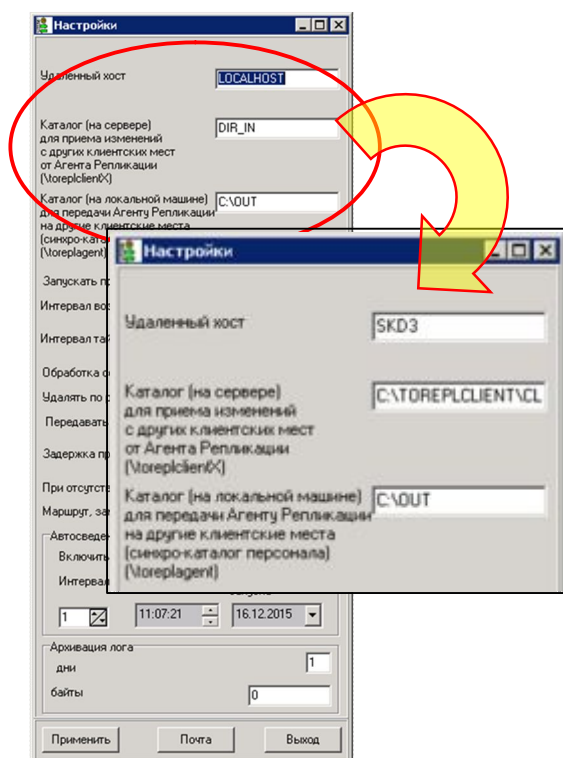 Настройки
Удаленный хост
LOCALHOST
Каталог (на сервере)
DIR_IN
для приема изменений
с других клиентских мест
от Агента Репликации
(\toreplclientX)
Каталог (на локальной машине)
C:\OUT
для передачи Агенту Репликации
на другие клиентские места
(\toreplagent)
Настройки
Удаленный хост
SKD3
Каталог (на сервере)
C:\TOREPLCLIENT\CL
для приема изменений
с других клиентских мест
от Агента Репликации
(\toreplclientX)
Каталог (на локальной машине)
C:\OUT
для передачи Агенту Репликации
на другие клиентские места
(синхро-каталог персонала)
(\toreplagent)
Запускать
Интервал
Интервал
Обработка
Удалять по
Передавать
Задержка
При
Маршрут,
Включить
Интервал
1
11:07:21
16.12.2015
Архивация лога
дни
1
байты
0
Применить
Почта
Выход